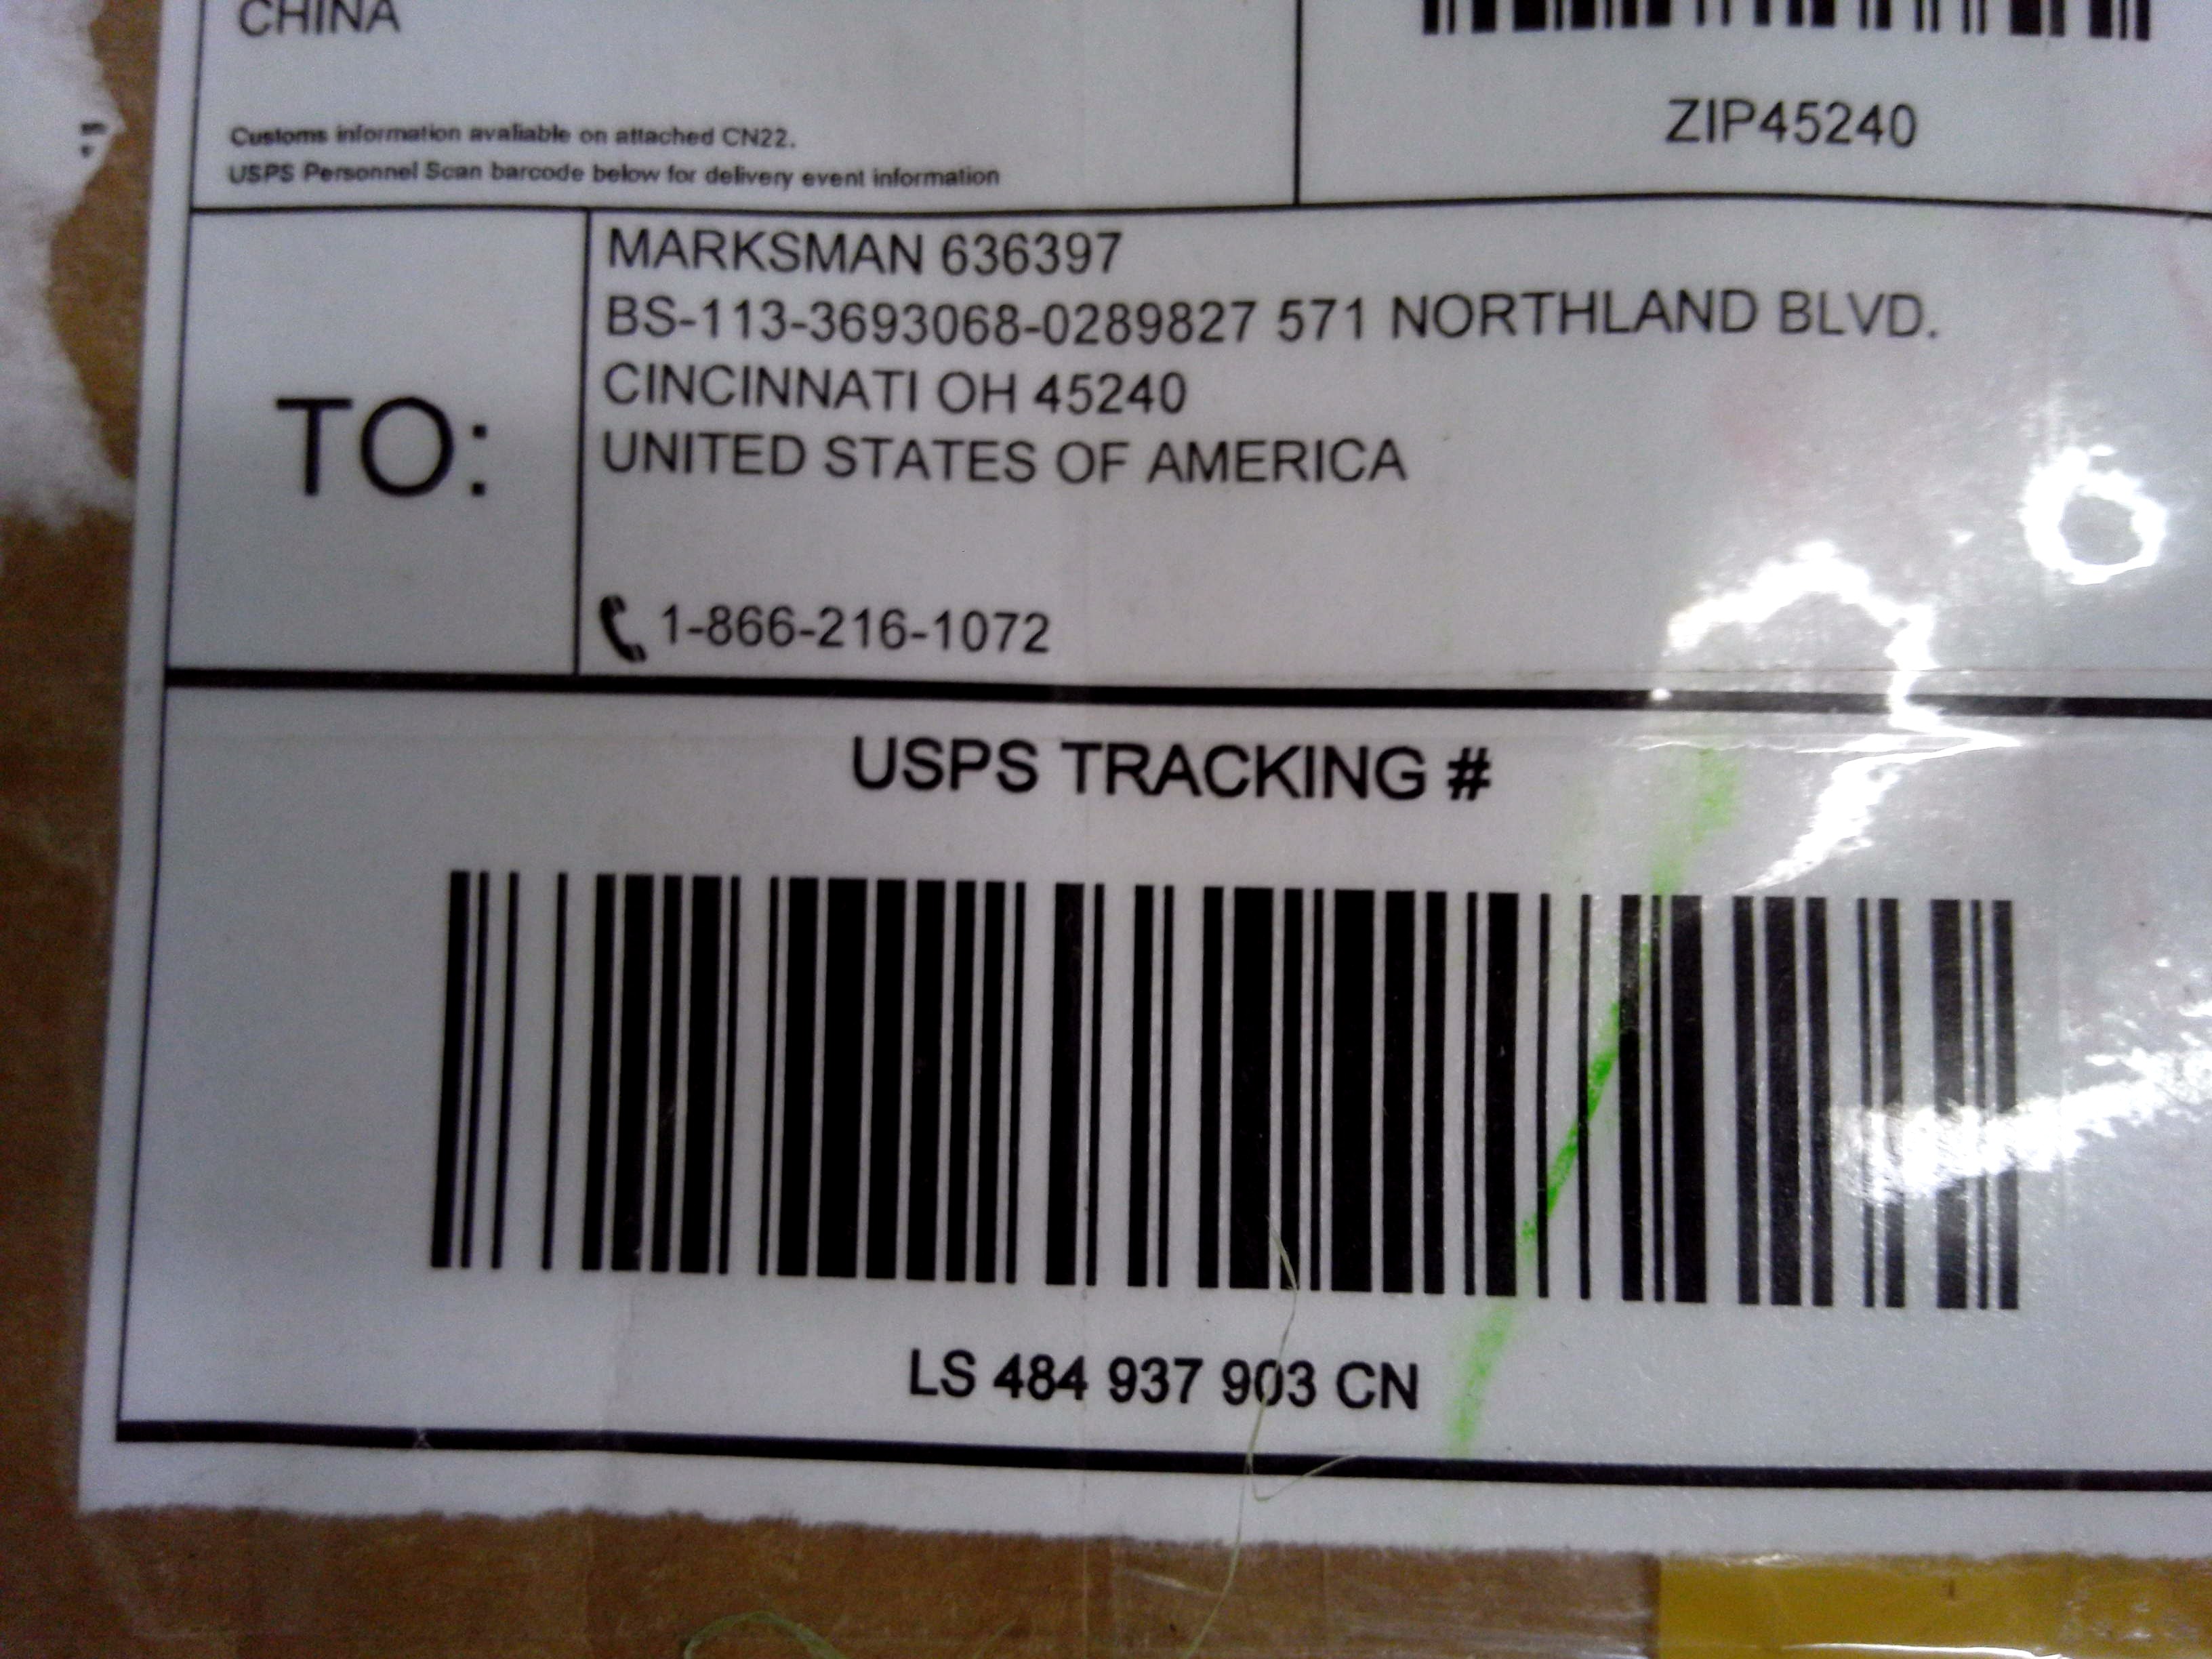 CHINA
Customs information avaliable on attached CN22.
USPS Personnel Scan barcode below for delivery event information
ZIP45240
TO:
MARKSMAN 636397
BS-113-3693068-0289827 571 NORTHLAND BLVD.
CINCINNATI OH 45240
UNITED STATES OF AMERICA
1-866-216-1072
USPS TRACKING #
LS 484 937 903 CN